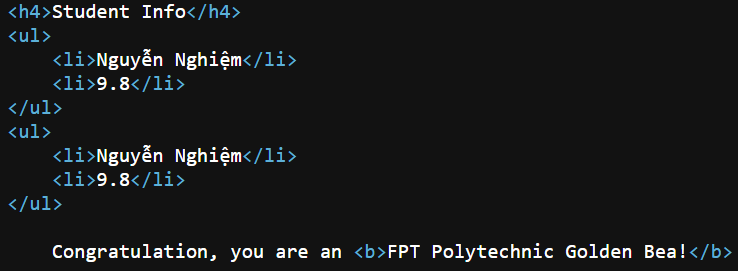 <h4>Student Info</h4>
<ul>
    <li>Nguyễn Nghiệm</li>
    <li>9.8</li>
</ul>
<ul>
    <li>Nguyễn Nghiệm</li>
    <li>9.8</li>
</ul>
    Congratulation, you are an <b>FPT Polytechnic Golden Bea!</b>